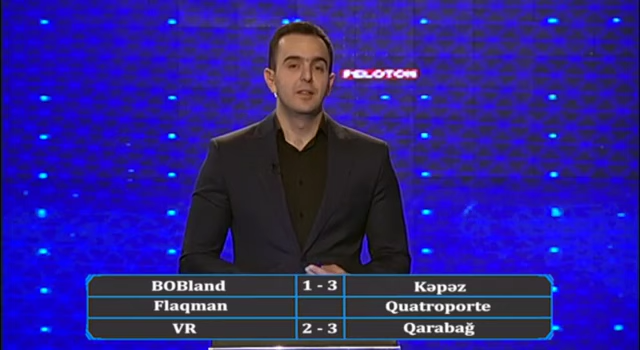 PELOTON
BOBland 1 - 3 Kəpəz
Flaqman Quatroporte
VR 2 - 3 Qarabağ